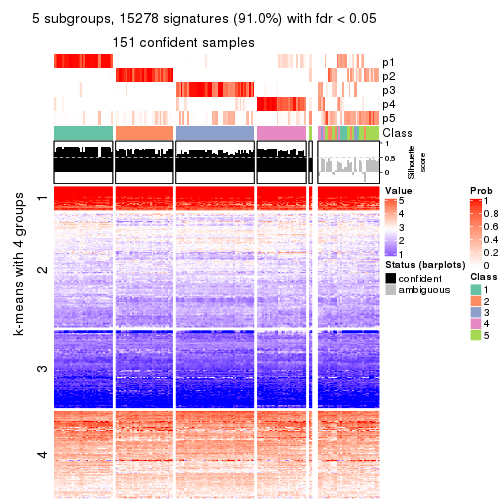 5 subgroups, 15278 signatures (91.0%) with fdr < 0.05
151 confident samples
p1
p2
p3
p4
p5
Class
1
0.5
0
Silhouette
score
k-means with 4 groups
1
2
3
4
Value
5
4
3
2
1
Status (barplots)
confident
ambiguous
Prob
1
0.8
0.6
0.4
0.2
0
Class
1
2
3
4
5